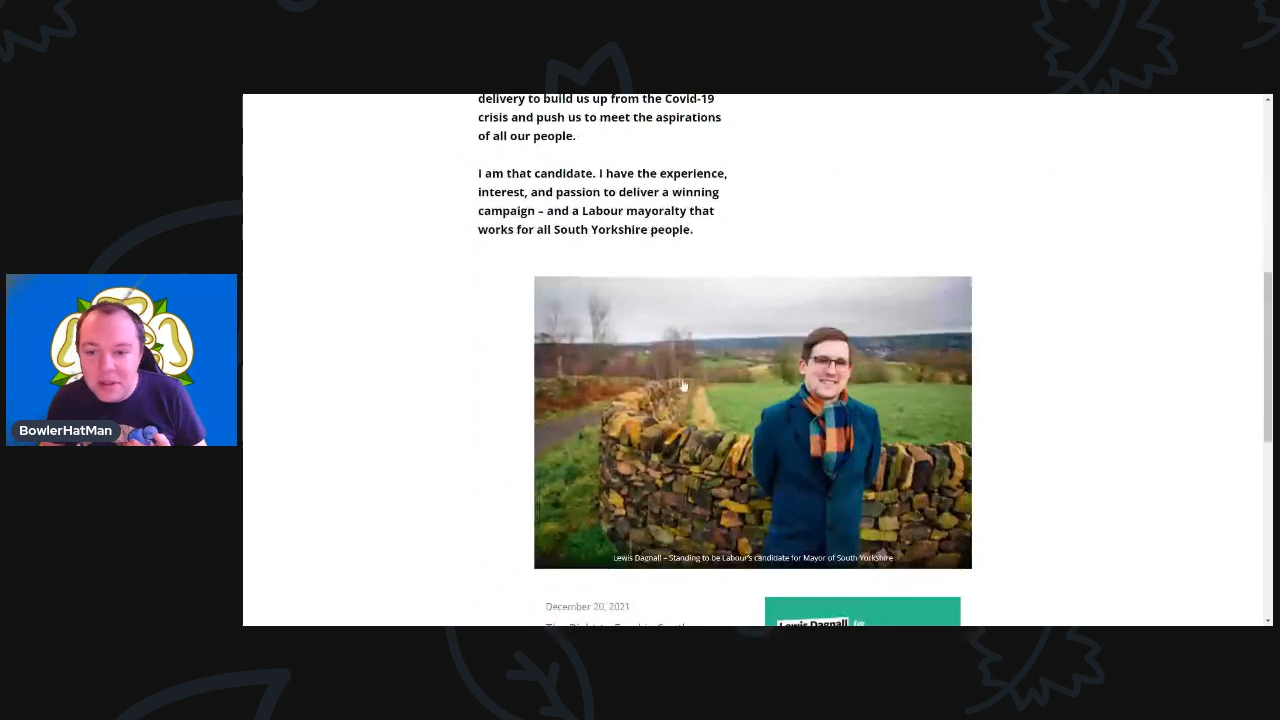 delivery to build us up from the Covid-19
crisis and push us to meet the aspirations
of all our people.
I am that candidate. I have the experience,
interest, and passion to deliver a winning
campaign – and a Labour mayoralty that
works for all South Yorkshire people.
BowlerHatMan
Lewis Dagnall – Standing to be Labour's candidate for Mayor of South Yorkshire
December 20, 2021
Lewis Dagnall for